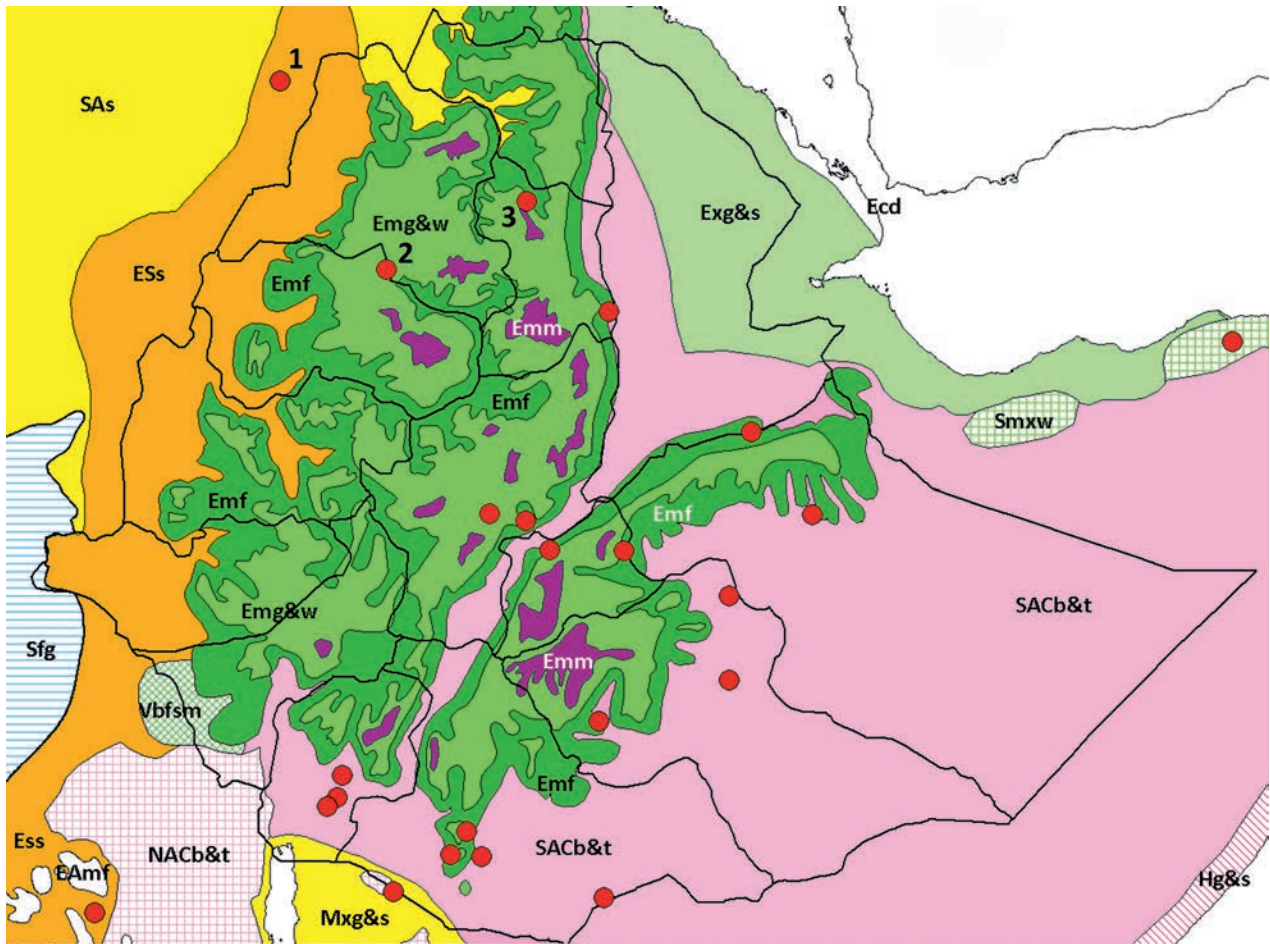 1
SAs
3
Emg&w
Exg&s
Ecd
2
ESs
Emf
Emm
Emf
Smxw
Emf
Emf
Emg&w
SACb&t
Sfg
Emm
Vbfsm
Emf
Ess
NACb&t
SACb&t
EAmf
Hg&s
Mxg&s